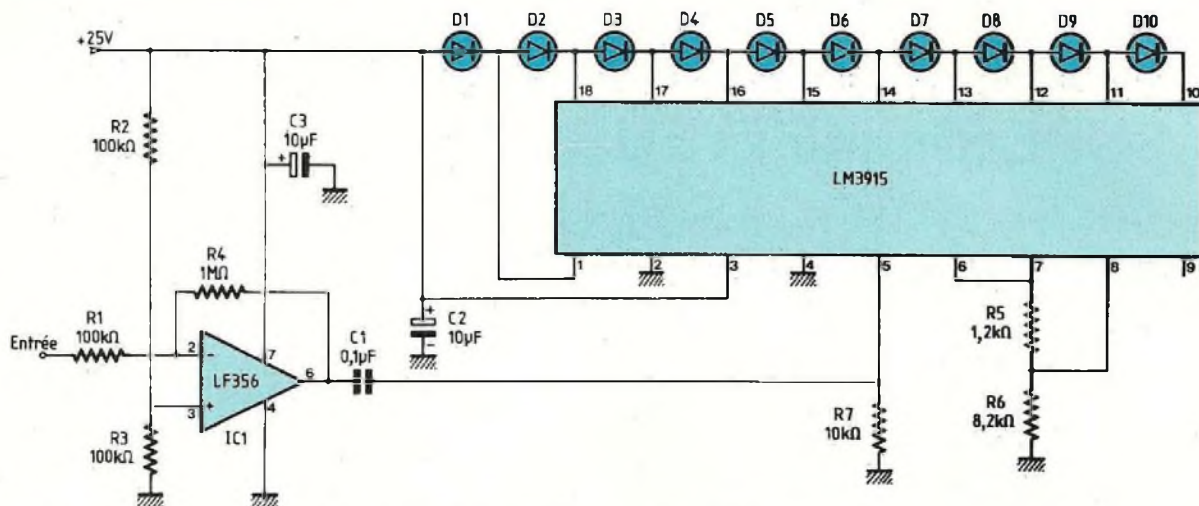 D1 D2 D3 D4 D5 D6 D7 D8 D9 D10
+25V
18 17 16 15 14 13 12 11 10
R2
100kΩ
C3
10µF
+
LM3915
1 2 3 4 5 6 7 8 9
R4
1MΩ
R1
100kΩ
Entrée
2
-
7
LF356
6
3
+
4
IC1
C1
0,1µF
+
C2
10µF
-
R5
1,2kΩ
R6
8,2kΩ
R7
10kΩ
R3
100kΩ